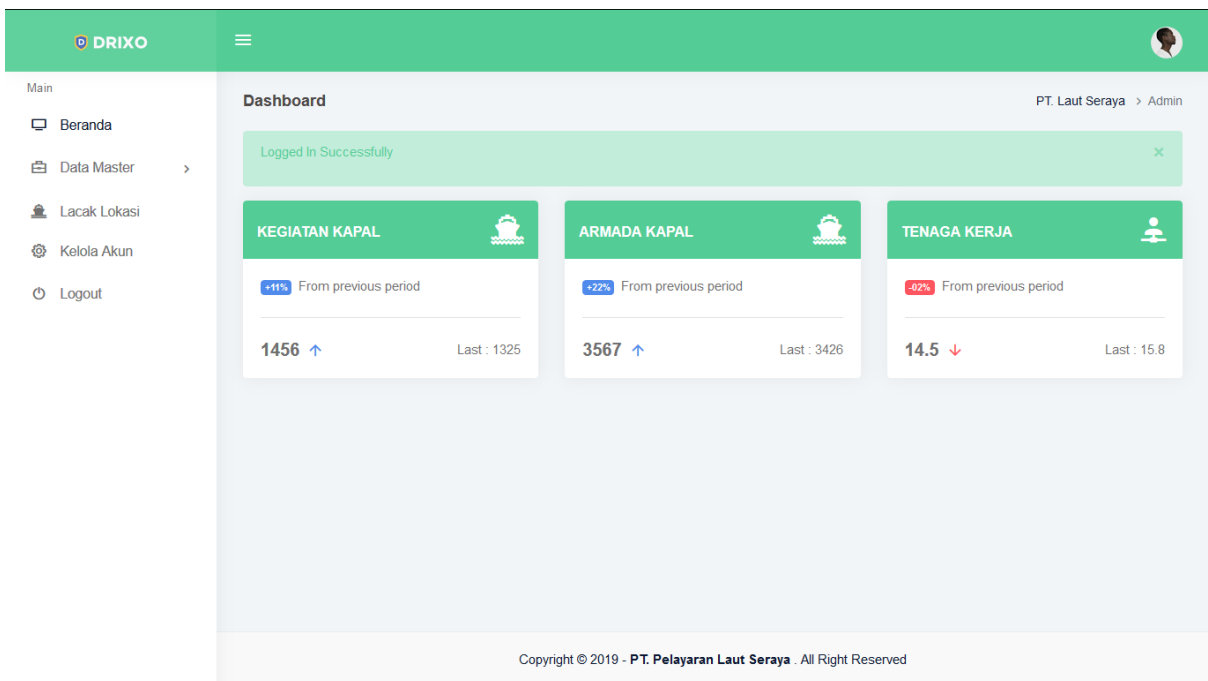 DRIXO
Main
Beranda
Data Master
Lacak Lokasi
Kelola Akun
Logout
Dashboard
PT. Laut Seraya > Admin
Logged In Successfully ×
KEGIATAN KAPAL
+11% From previous period
1456 ↑ Last : 1325
ARMADA KAPAL
+22% From previous period
3567 ↑ Last : 3426
TENAGA KERJA
-02% From previous period
14.5 ↓ Last : 15.8
Copyright © 2019 - PT. Pelayaran Laut Seraya . All Right Reserved